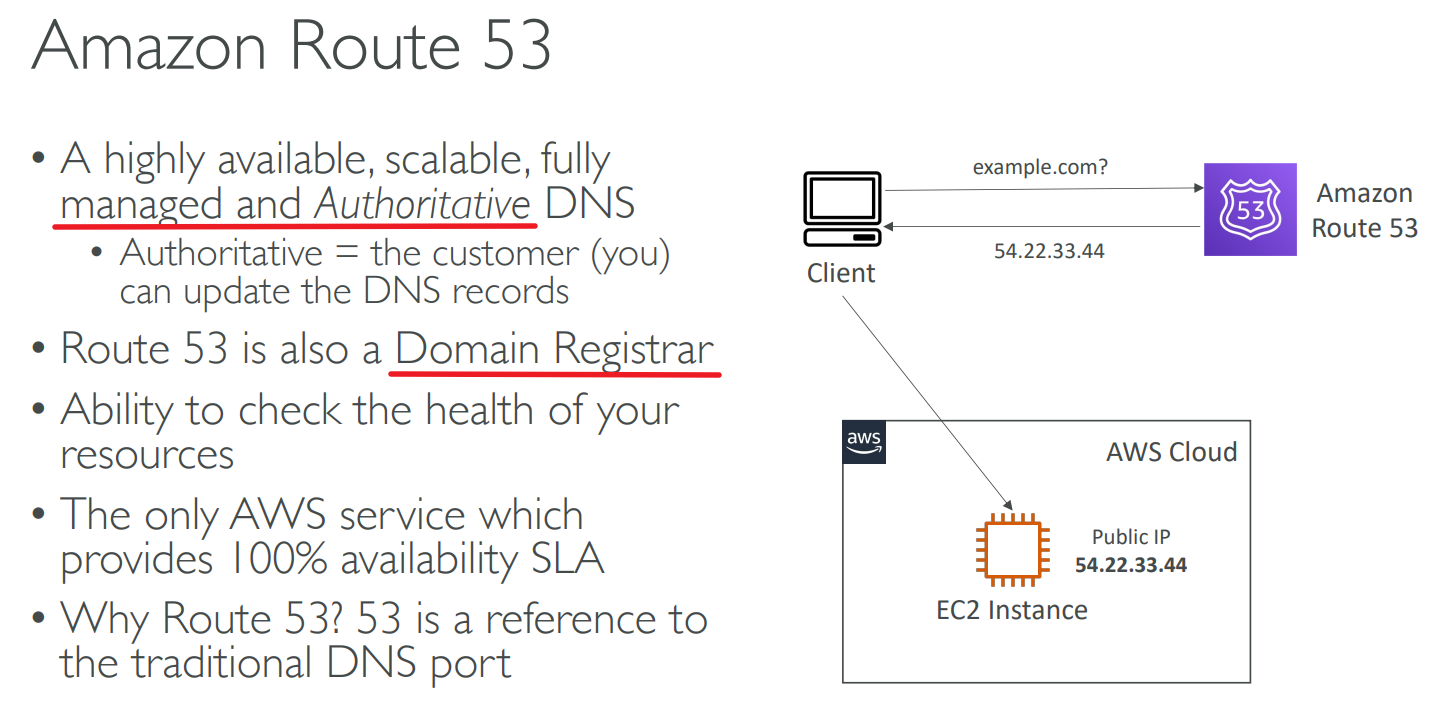 Amazon Route 53
• A highly available, scalable, fully
managed and Authoritative DNS
• Authoritative = the customer (you)
can update the DNS records
• Route 53 is also a Domain Registrar
• Ability to check the health of your
resources
• The only AWS service which
provides 100% availability SLA
• Why Route 53? 53 is a reference to
the traditional DNS port
example.com?
53
Amazon
Route 53
54.22.33.44
Client
aws
AWS Cloud
Public IP
54.22.33.44
EC2 Instance